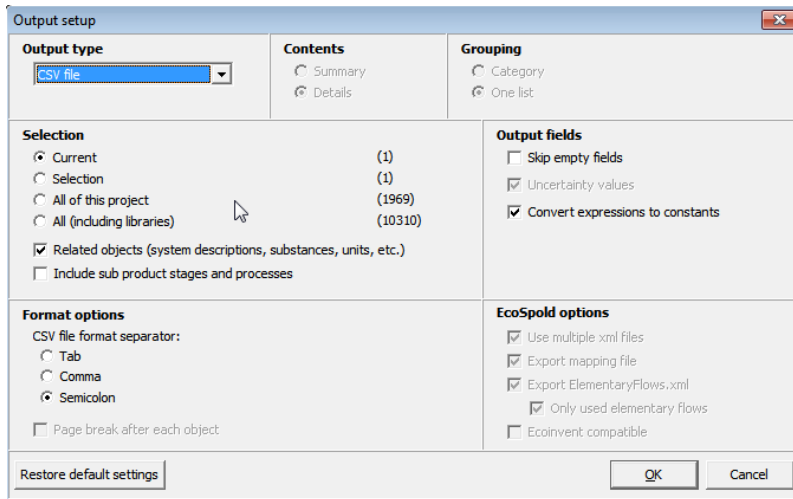 Output setup
Output type
CSV file
Contents
Summary
Details
Grouping
Category
One list
Selection
Current (1)
Selection (1)
All of this project (1969)
All (including libraries) (10310)
Related objects (system descriptions, substances, units, etc.)
Include sub product stages and processes
Output fields
Skip empty fields
Uncertainty values
Convert expressions to constants
Format options
CSV file format separator:
Tab
Comma
Semicolon
Page break after each object
EcoSpold options
Use multiple xml files
Export mapping file
Export ElementaryFlows.xml
Only used elementary flows
Ecoinvent compatible
Restore default settings
OK
Cancel